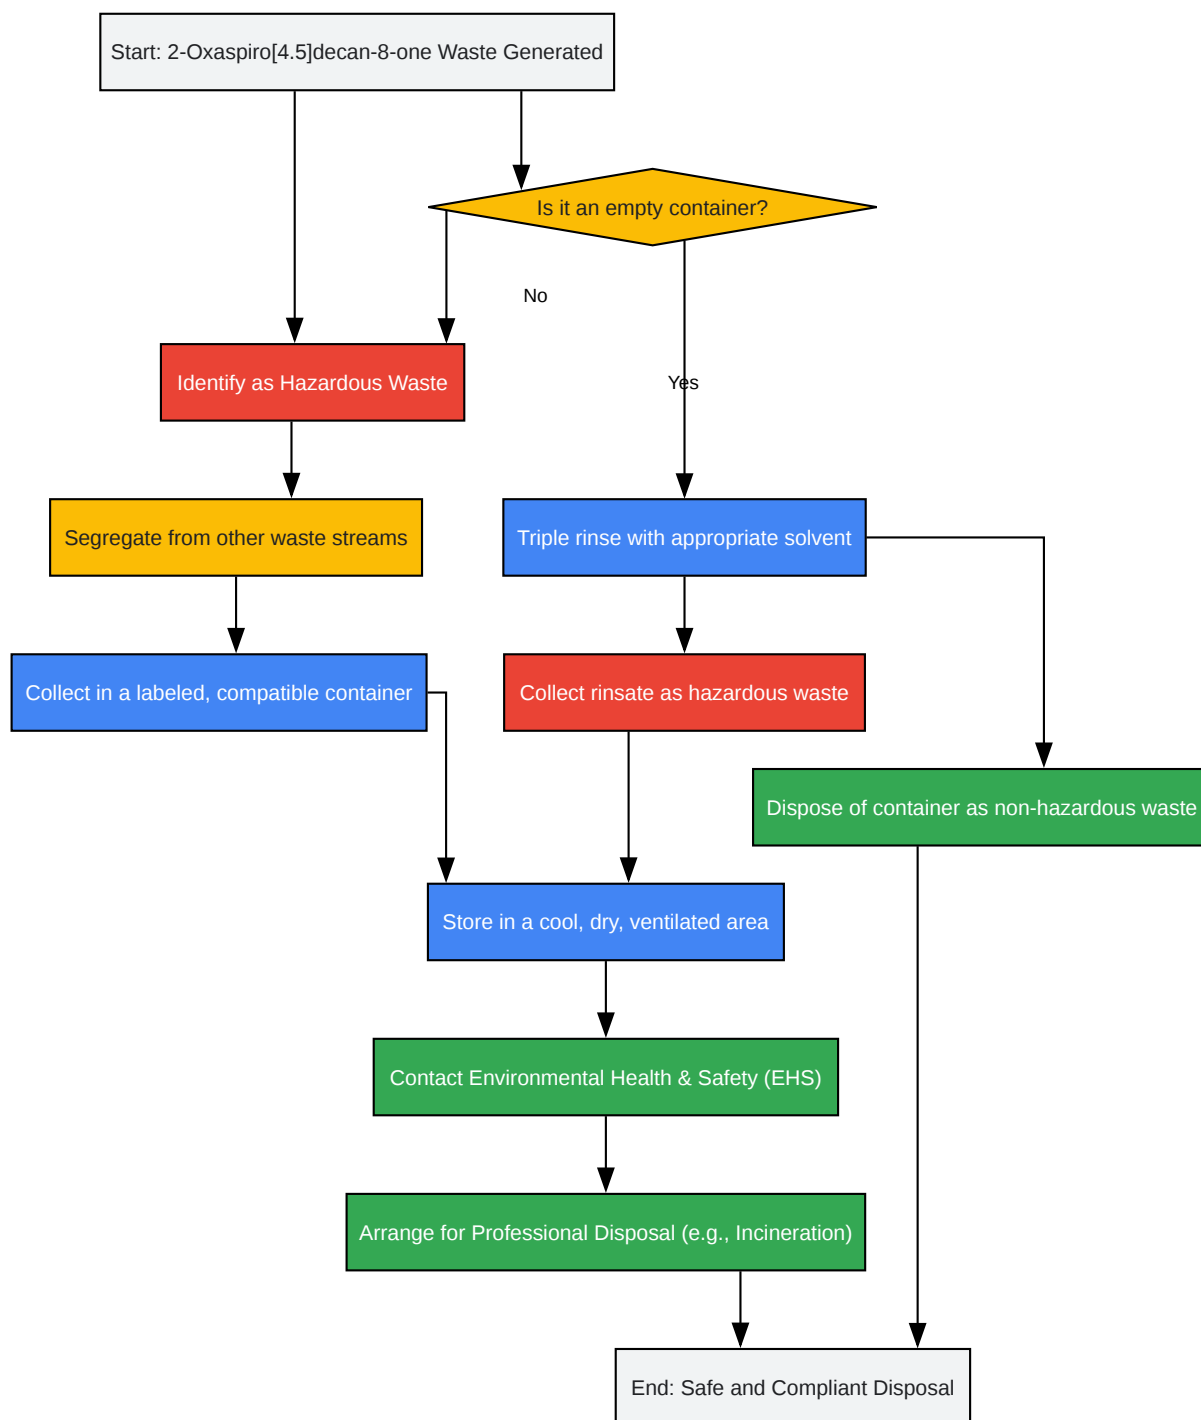 Start: 2-Oxaspiro[4.5]decan-8-one Waste Generated
Is it an empty container?
No
Identify as Hazardous Waste
Yes
Segregate from other waste streams
Triple rinse with appropriate solvent
Collect in a labeled, compatible container
Collect rinsate as hazardous waste
Dispose of container as non-hazardous waste
Store in a cool, dry, ventilated area
Contact Environmental Health & Safety (EHS)
Arrange for Professional Disposal (e.g., Incineration)
End: Safe and Compliant Disposal